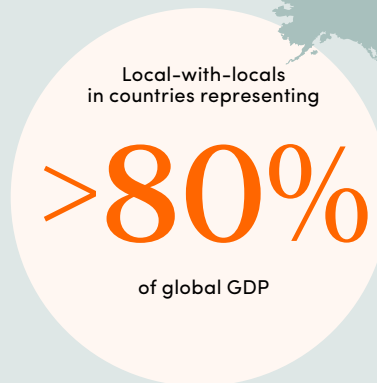 Local-with-locals
in countries representing
>80%
of global GDP